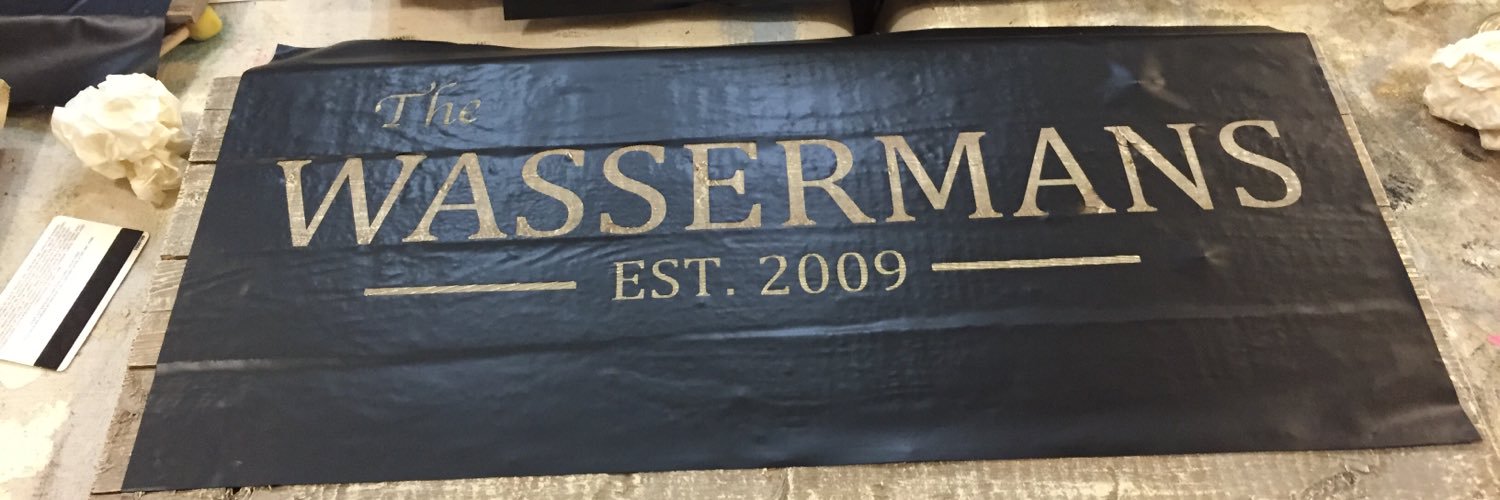 The
WASSERMANS
EST. 2009